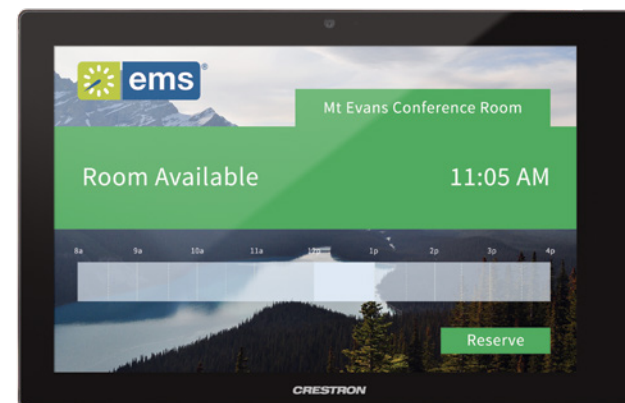 ems®
Mt Evans Conference Room
Room Available 11:05 AM
8a 9a 10a 11a 12p 1p 2p 3p 4p
Reserve
CRESTRON